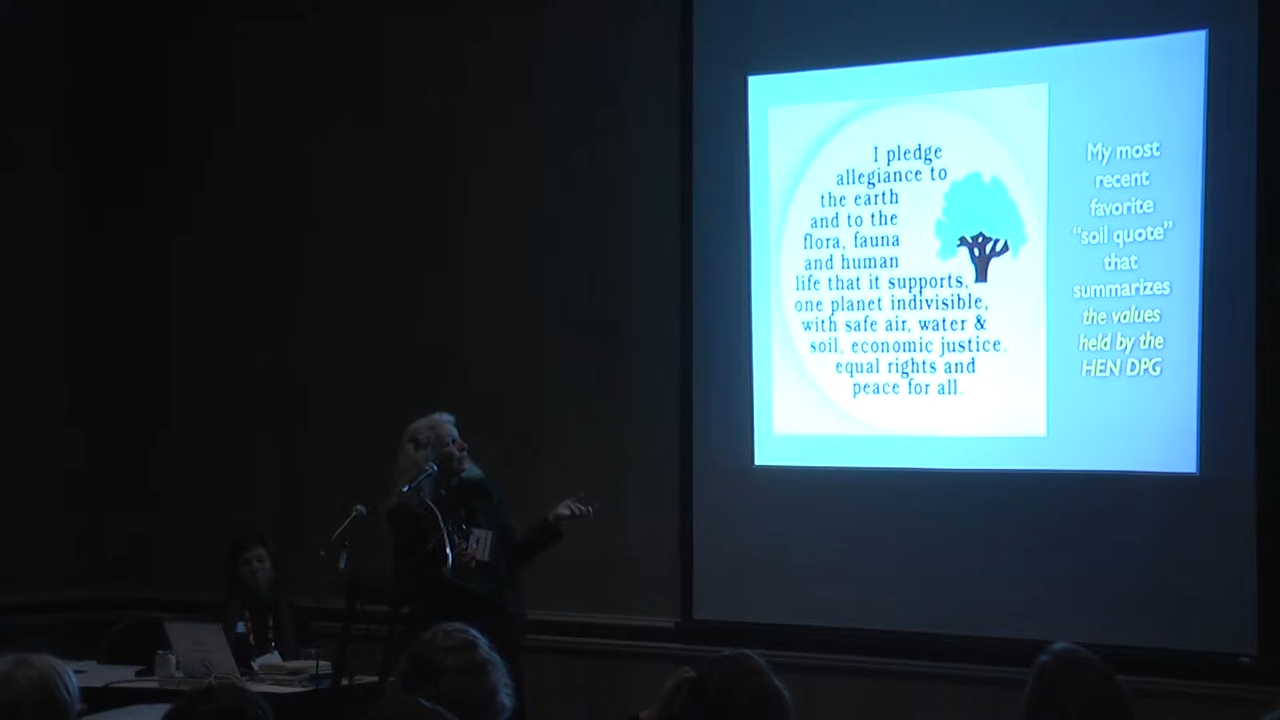 I pledge
allegiance to
the earth
and to the
flora, fauna
and human
life that it supports,
one planet indivisible,
with safe air, water &
soil, economic justice,
equal rights and
peace for all.
My most
recent
favorite
“soil quote”
that
summarizes
the values
held by the
HEN DPG